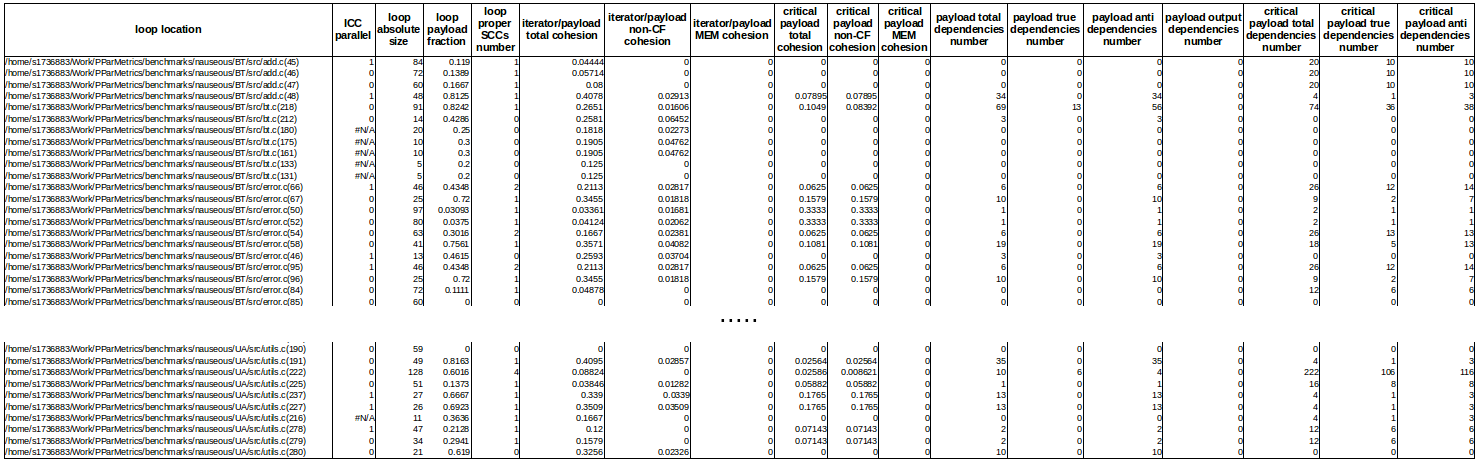 loop location ICC parallel loop absolute size loop payload fraction loop proper SCCs number iterator/payload total cohesion iterator/payload non-CF cohesion iterator/payload MEM cohesion critical payload total cohesion critical payload non-CF cohesion critical payload MEM cohesion payload total dependencies number payload true dependencies number payload anti dependencies number payload output dependencies number critical payload total dependencies number critical payload true dependencies number critical payload anti dependencies number
/home/s1736883/Work/PParMetrics/benchmarks/nauseous/BT/src/add.c(45) 1 84 0.119 1 0.04444 0 0 0 0 0 0 0 0 0 20 10 10
/home/s1736883/Work/PParMetrics/benchmarks/nauseous/BT/src/add.c(46) 0 72 0.1389 1 0.05714 0 0 0 0 0 0 0 0 0 20 10 10
/home/s1736883/Work/PParMetrics/benchmarks/nauseous/BT/src/add.c(47) 0 60 0.1667 1 0.08 0 0 0 0 0 0 0 0 0 20 10 10
/home/s1736883/Work/PParMetrics/benchmarks/nauseous/BT/src/add.c(48) 1 48 0.8125 1 0.4078 0.02913 0 0.07895 0.07895 0 34 0 34 0 4 1 3
/home/s1736883/Work/PParMetrics/benchmarks/nauseous/BT/src/bt.c(218) 0 91 0.8242 1 0.2651 0.01606 0 0.1049 0.08392 0 69 13 56 0 74 36 38
/home/s1736883/Work/PParMetrics/benchmarks/nauseous/BT/src/bt.c(212) 0 14 0.4286 0 0.2581 0.06452 0 0 0 0 3 0 3 0 0 0 0
/home/s1736883/Work/PParMetrics/benchmarks/nauseous/BT/src/bt.c(180) #N/A 20 0.25 0 0.1818 0.02273 0 0 0 0 0 0 0 0 0 0 0
/home/s1736883/Work/PParMetrics/benchmarks/nauseous/BT/src/bt.c(175) #N/A 10 0.3 0 0.1905 0.04762 0 0 0 0 0 0 0 0 0 0 0
/home/s1736883/Work/PParMetrics/benchmarks/nauseous/BT/src/bt.c(161) #N/A 10 0.3 0 0.1905 0.04762 0 0 0 0 0 0 0 0 0 0 0
/home/s1736883/Work/PParMetrics/benchmarks/nauseous/BT/src/bt.c(133) #N/A 5 0.2 0 0.125 0 0 0 0 0 0 0 0 0 0 0 0
/home/s1736883/Work/PParMetrics/benchmarks/nauseous/BT/src/bt.c(131) #N/A 5 0.2 0 0.125 0 0 0 0 0 0 0 0 0 0 0 0
/home/s1736883/Work/PParMetrics/benchmarks/nauseous/BT/src/error.c(66) 1 46 0.4348 2 0.2113 0.02817 0 0.0625 0.0625 0 6 0 6 0 26 12 14
/home/s1736883/Work/PParMetrics/benchmarks/nauseous/BT/src/error.c(67) 0 25 0.72 1 0.3455 0.01818 0 0.1579 0.1579 0 10 0 10 0 9 2 7
/home/s1736883/Work/PParMetrics/benchmarks/nauseous/BT/src/error.c(50) 0 97 0.03093 1 0.03361 0.01681 0 0.3333 0.3333 0 1 0 1 0 2 1 1
/home/s1736883/Work/PParMetrics/benchmarks/nauseous/BT/src/error.c(52) 0 80 0.0375 1 0.04124 0.02062 0 0.3333 0.3333 0 1 0 1 0 2 1 1
/home/s1736883/Work/PParMetrics/benchmarks/nauseous/BT/src/error.c(54) 0 63 0.3016 2 0.1667 0.02381 0 0.0625 0.0625 0 6 0 6 0 26 13 13
/home/s1736883/Work/PParMetrics/benchmarks/nauseous/BT/src/error.c(58) 0 41 0.7561 1 0.3571 0.04082 0 0.1081 0.1081 0 19 0 19 0 18 5 13
/home/s1736883/Work/PParMetrics/benchmarks/nauseous/BT/src/error.c(46) 1 13 0.4615 0 0.2593 0.03704 0 0 0 0 3 0 3 0 0 0 0
/home/s1736883/Work/PParMetrics/benchmarks/nauseous/BT/src/error.c(95) 1 46 0.4348 2 0.2113 0.02817 0 0.0625 0.0625 0 6 0 6 0 26 12 14
/home/s1736883/Work/PParMetrics/benchmarks/nauseous/BT/src/error.c(96) 0 25 0.72 1 0.3455 0.01818 0 0.1579 0.1579 0 10 0 10 0 9 2 7
/home/s1736883/Work/PParMetrics/benchmarks/nauseous/BT/src/error.c(84) 0 72 0.1111 1 0.04878 0 0 0 0 0 0 0 0 0 12 6 6
/home/s1736883/Work/PParMetrics/benchmarks/nauseous/BT/src/error.c(85) 0 60 0 0 0 0 0 0 0 0 0 0 0 0 0 0 0
.....
/home/s1736883/Work/PParMetrics/benchmarks/nauseous/UA/src/utils.c(190) 0 59 0 0 0 0 0 0 0 0 0 0 0 0 0 0 0
/home/s1736883/Work/PParMetrics/benchmarks/nauseous/UA/src/utils.c(191) 0 49 0.8163 1 0.4095 0.02857 0 0.02564 0.02564 0 35 0 35 0 4 1 3
/home/s1736883/Work/PParMetrics/benchmarks/nauseous/UA/src/utils.c(222) 0 128 0.6016 4 0.08824 0 0 0.02586 0.008621 0 10 6 4 0 222 106 116
/home/s1736883/Work/PParMetrics/benchmarks/nauseous/UA/src/utils.c(225) 0 51 0.1373 1 0.03846 0.01282 0 0.05882 0.05882 0 1 0 1 0 16 8 8
/home/s1736883/Work/PParMetrics/benchmarks/nauseous/UA/src/utils.c(237) 1 27 0.6667 1 0.339 0.0339 0 0.1765 0.1765 0 13 0 13 0 4 1 3
/home/s1736883/Work/PParMetrics/benchmarks/nauseous/UA/src/utils.c(227) 1 26 0.6923 1 0.3509 0.03509 0 0.1765 0.1765 0 13 0 13 0 4 1 3
/home/s1736883/Work/PParMetrics/benchmarks/nauseous/UA/src/utils.c(216) #N/A 11 0.3636 1 0.1667 0 0 0 0 0 0 0 0 0 4 1 3
/home/s1736883/Work/PParMetrics/benchmarks/nauseous/UA/src/utils.c(278) 1 47 0.2128 1 0.12 0 0 0.07143 0.07143 0 2 0 2 0 12 6 6
/home/s1736883/Work/PParMetrics/benchmarks/nauseous/UA/src/utils.c(279) 0 34 0.2941 1 0.1579 0 0 0.07143 0.07143 0 2 0 2 0 12 6 6
/home/s1736883/Work/PParMetrics/benchmarks/nauseous/UA/src/utils.c(280) 0 21 0.619 0 0.3256 0.02326 0 0 0 0 10 0 10 0 0 0 0